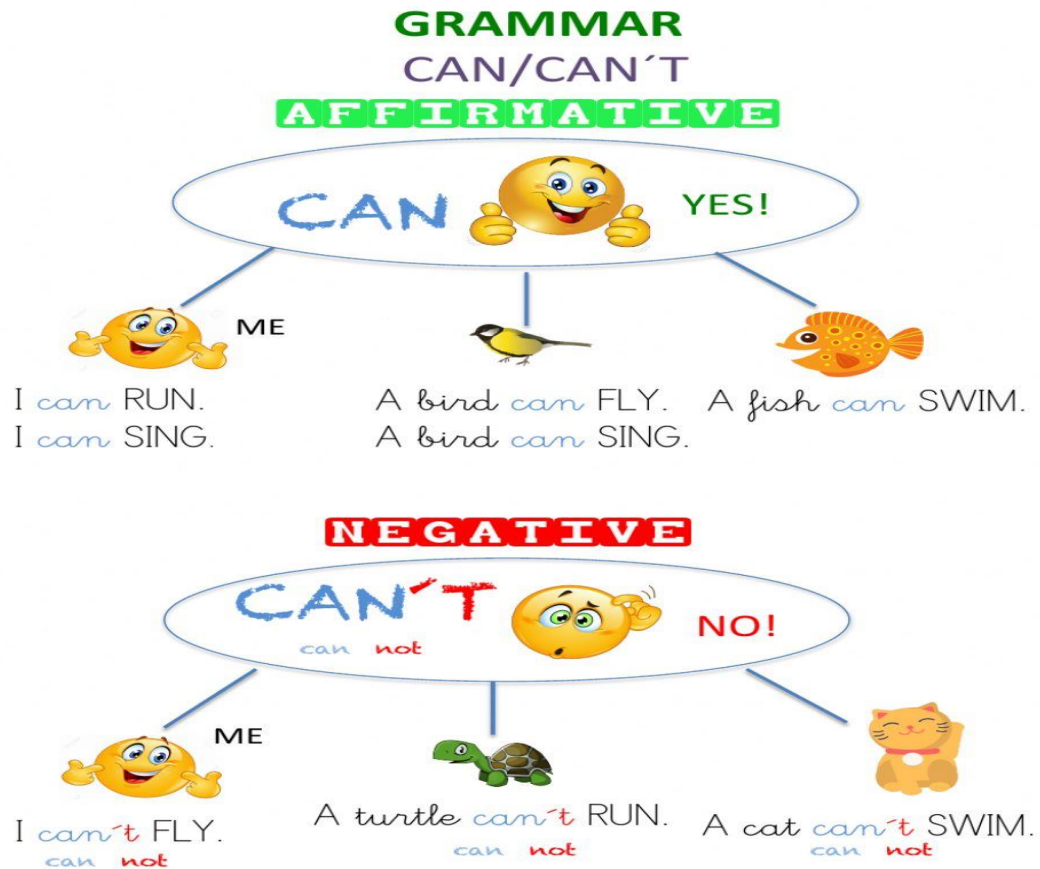 GRAMMAR
CAN/CAN´T
AFFIRMATIVE
CAN YES!
ME
I can RUN.
I can SING.
A bird can FLY.
A bird can SING.
A fish can SWIM.
NEGATIVE
CAN´T NO!
can not
ME
I can´t FLY.
can not
A turtle can´t RUN.
can not
A cat can´t SWIM.
can not